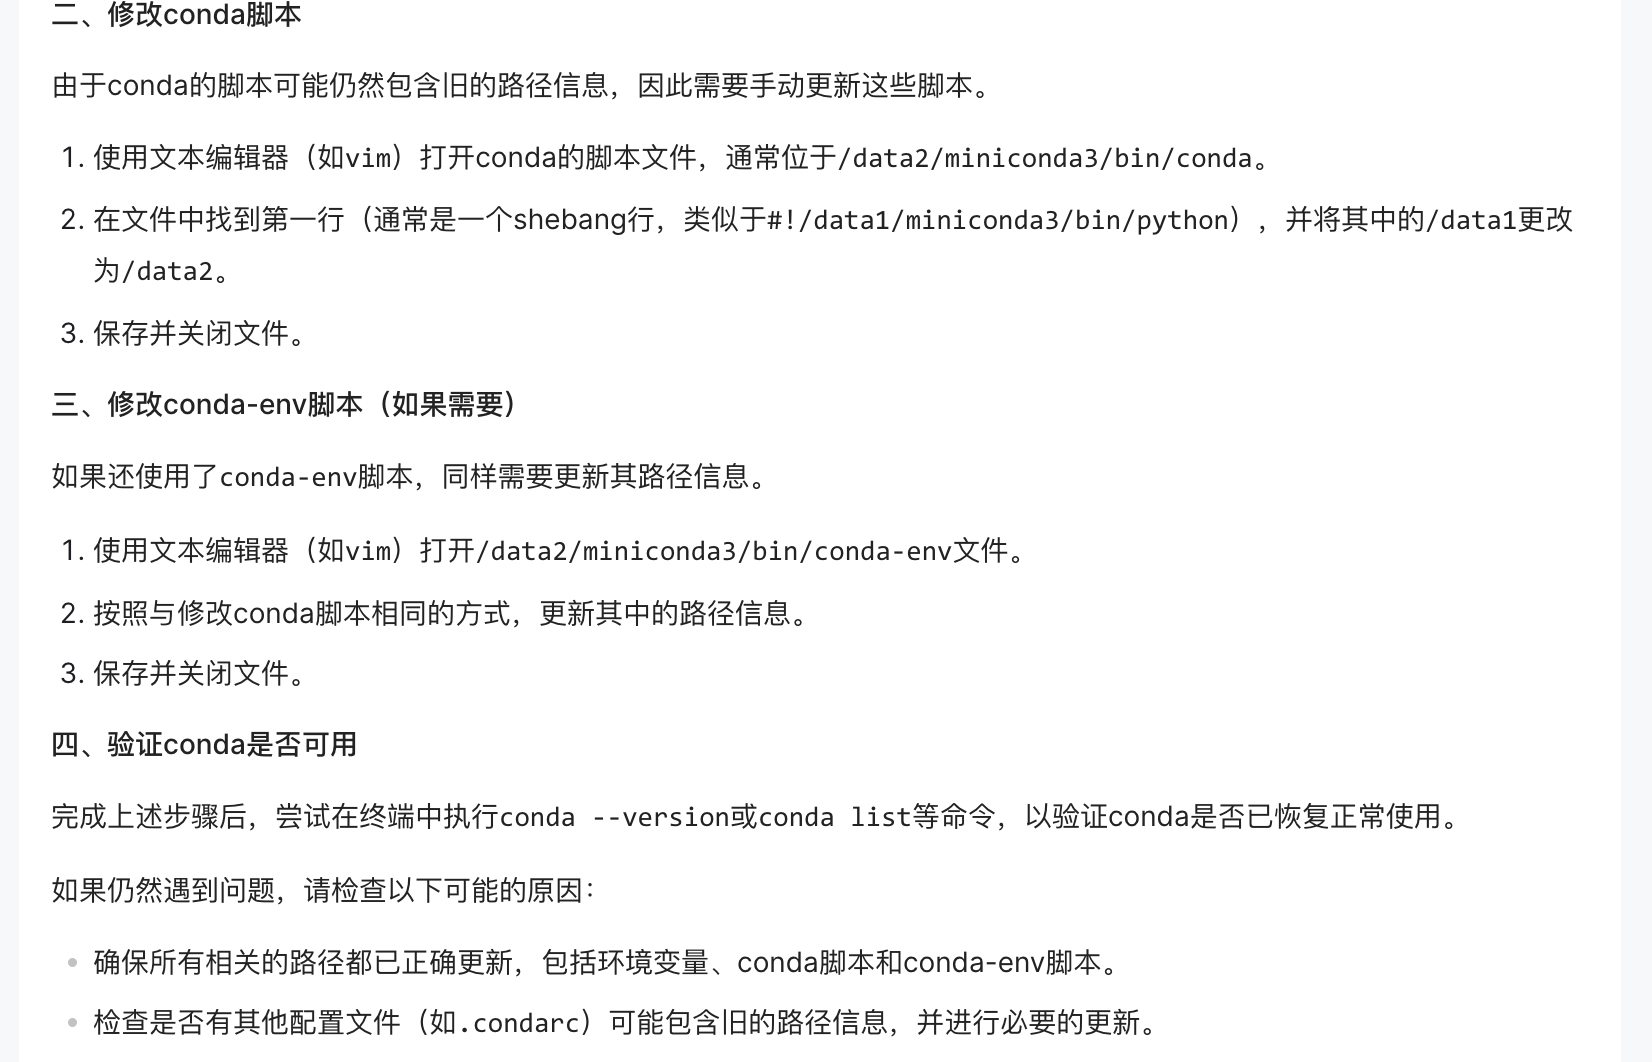 二、修改conda脚本
由于conda的脚本可能仍然包含旧的路径信息，因此需要手动更新这些脚本。
1. 使用文本编辑器（如vim）打开conda的脚本文件，通常位于/data2/miniconda3/bin/conda。
2. 在文件中找到第一行（通常是一个shebang行，类似于#!/data1/miniconda3/bin/python），并将其中的/data1更改
为/data2。
3. 保存并关闭文件。
三、修改conda-env脚本（如果需要）
如果还使用了conda-env脚本，同样需要更新其路径信息。
1. 使用文本编辑器（如vim）打开/data2/miniconda3/bin/conda-env文件。
2. 按照与修改conda脚本相同的方式，更新其中的路径信息。
3. 保存并关闭文件。
四、验证conda是否可用
完成上述步骤后，尝试在终端中执行conda --version或conda list等命令，以验证conda是否已恢复正常使用。
如果仍然遇到问题，请检查以下可能的原因：
• 确保所有相关的路径都已正确更新，包括环境变量、conda脚本和conda-env脚本。
• 检查是否有其他配置文件（如.condarc）可能包含旧的路径信息，并进行必要的更新。